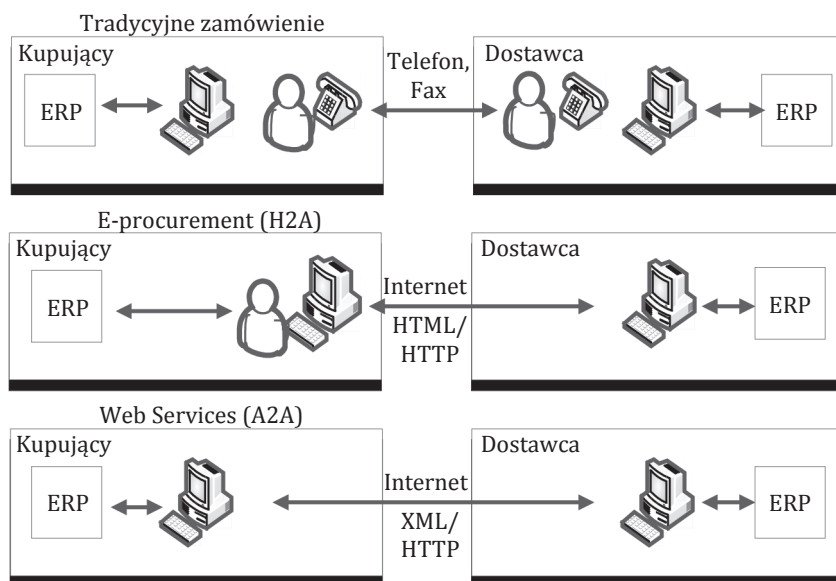 Tradycyjne zamówienie
Kupujący
ERP
Telefon,
Fax
Dostawca
ERP
E-procurement (H2A)
Kupujący
ERP
Internet
HTML/
HTTP
Dostawca
ERP
Web Services (A2A)
Kupujący
ERP
Internet
XML/
HTTP
Dostawca
ERP